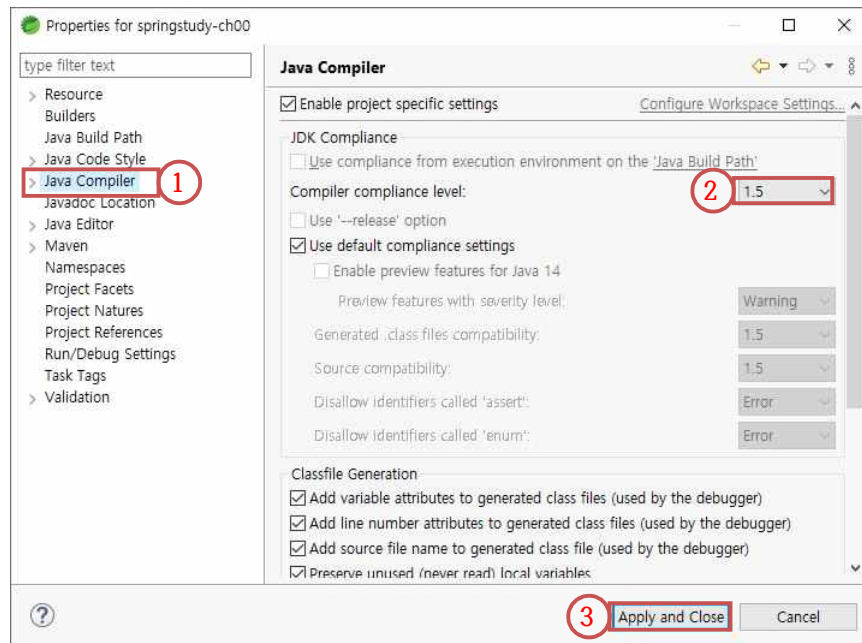 Properties for springstudy-ch00
type filter text
Resource
Builders
Java Build Path
Java Code Style
Java Compiler
Javadoc Location
Java Editor
Maven
Namespaces
Project Facets
Project Natures
Project References
Run/Debug Settings
Task Tags
Validation
1
Java Compiler
Enable project specific settings Configure Workspace Settings...
JDK Compliance
Use compliance from execution environment on the 'Java Build Path'
Compiler compliance level: 2 1.5
Use '--release' option
Use default compliance settings
Enable preview features for Java 14
Preview features with severity level: Warning
Generated .class files compatibility: 1.5
Source compatibility: 1.5
Disallow identifiers called 'assert': Error
Disallow identifiers called 'enum': Error
Classfile Generation
Add variable attributes to generated class files (used by the debugger)
Add line number attributes to generated class files (used by the debugger)
Add source file name to generated class file (used by the debugger)
Preserve unused (never read) local variables
? 3 Apply and Close Cancel